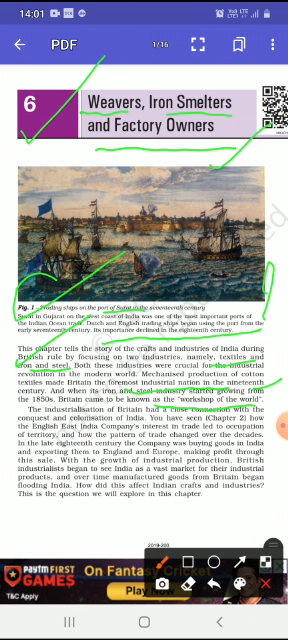 14:01
Vo) LTE
LTE1
PDF
1/16
6
Weavers, Iron Smelters
and Factory Owners
Fig. 1 – Trading ships on the port of Surat in the seventeenth century
Surat in Gujarat on the west coast of India was one of the most important ports of
the Indian Ocean trade. Dutch and English trading ships began using the port from the
early seventeenth century. Its importance declined in the eighteenth century.
This chapter tells the story of the crafts and industries of India during
British rule by focusing on two industries, namely, textiles and
iron and steel. Both these industries were crucial for the industrial
revolution in the modern world. Mechanised production of cotton
textiles made Britain the foremost industrial nation in the nineteenth
century. And when its iron and steel industry started growing from
the 1850s, Britain came to be known as the "workshop of the world".
The industrialisation of Britain had a close connection with the
conquest and colonisation of India. You have seen (Chapter 2) how
the English East India Company's interest in trade led to occupation
of territory, and how the pattern of trade changed over the decades.
In the late eighteenth century the Company was buying goods in India
and exporting them to England and Europe, making profit through
this sale. With the growth of industrial production, British
industrialists began to see India as a vast market for their industrial
products, and over time manufactured goods from Britain began
flooding India. How did this affect Indian crafts and industries?
This is the question we will explore in this chapter.
2019-200
paytm FIRST
GAMES
T&C Apply
On Fantasy Cricket
Play